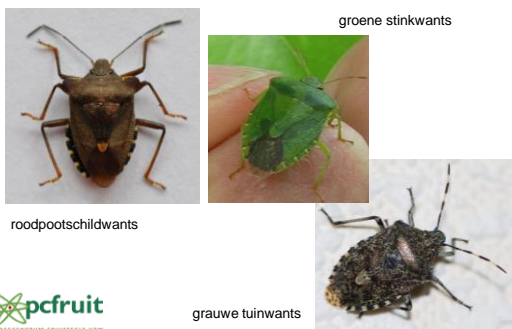 groene stinkwants
roodpootschildwants
pcfruit
grauwe tuinwants